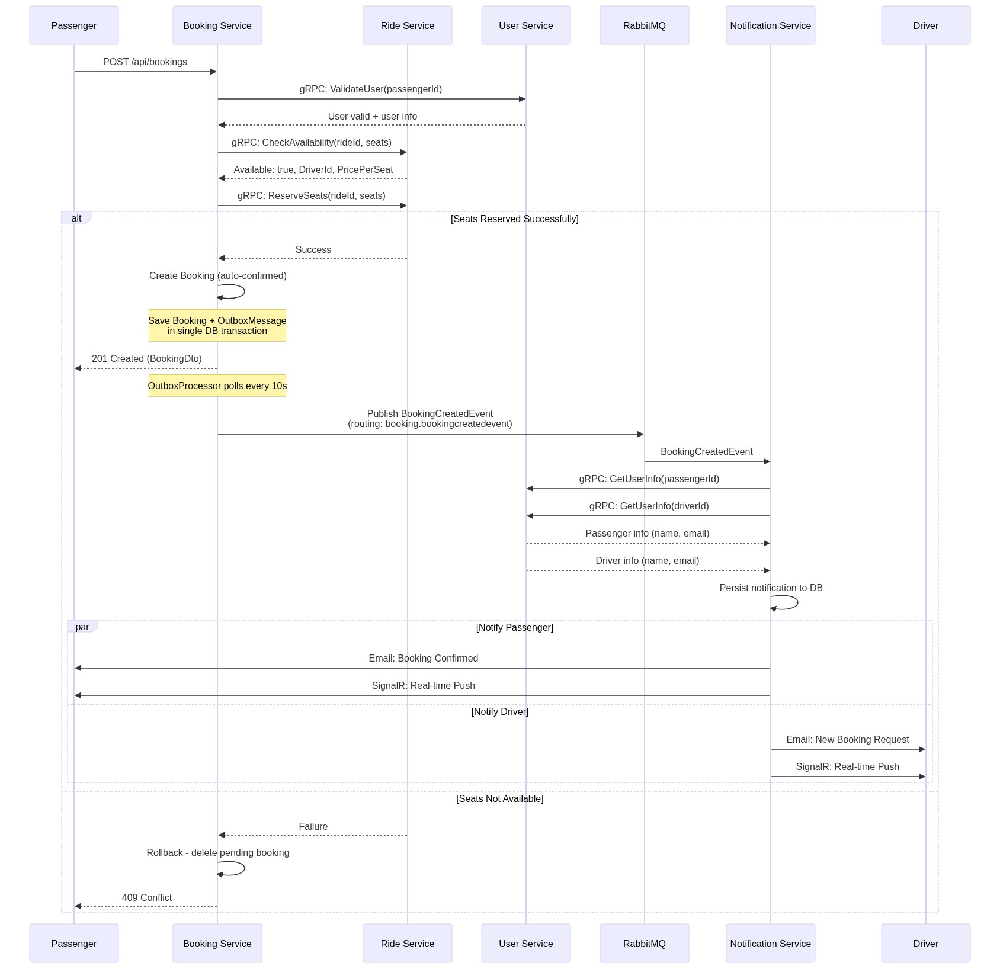 Passenger
Booking Service
Ride Service
User Service
RabbitMQ
Notification Service
Driver
POST /api/bookings
gRPC: ValidateUser(passengerId)
User valid + user info
gRPC: CheckAvailability(rideId, seats)
Available: true, DriverId, PricePerSeat
gRPC: ReserveSeats(rideId, seats)
alt
[Seats Reserved Successfully]
Success
Create Booking (auto-confirmed)
Save Booking + OutboxMessage
in single DB transaction
201 Created (BookingDto)
OutboxProcessor polls every 10s
Publish BookingCreatedEvent
(routing: booking.bookingcreatedevent)
BookingCreatedEvent
gRPC: GetUserInfo(passengerId)
gRPC: GetUserInfo(driverId)
Passenger info (name, email)
Driver info (name, email)
Persist notification to DB
par
[Notify Passenger]
Email: Booking Confirmed
SignalR: Real-time Push
[Notify Driver]
Email: New Booking Request
SignalR: Real-time Push
[Seats Not Available]
Failure
Rollback - delete pending booking
409 Conflict
Passenger
Booking Service
Ride Service
User Service
RabbitMQ
Notification Service
Driver